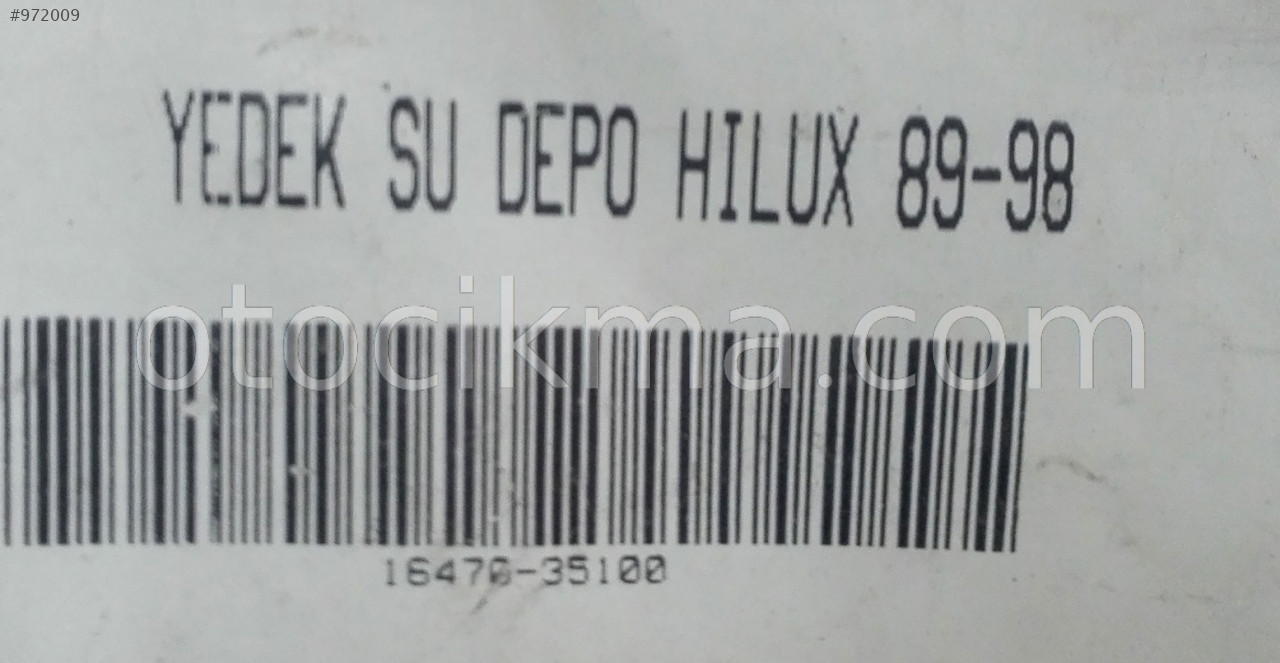 #972009
YEDEK SU DEPO HILUX 89-98
otocikma.com
16470-35100